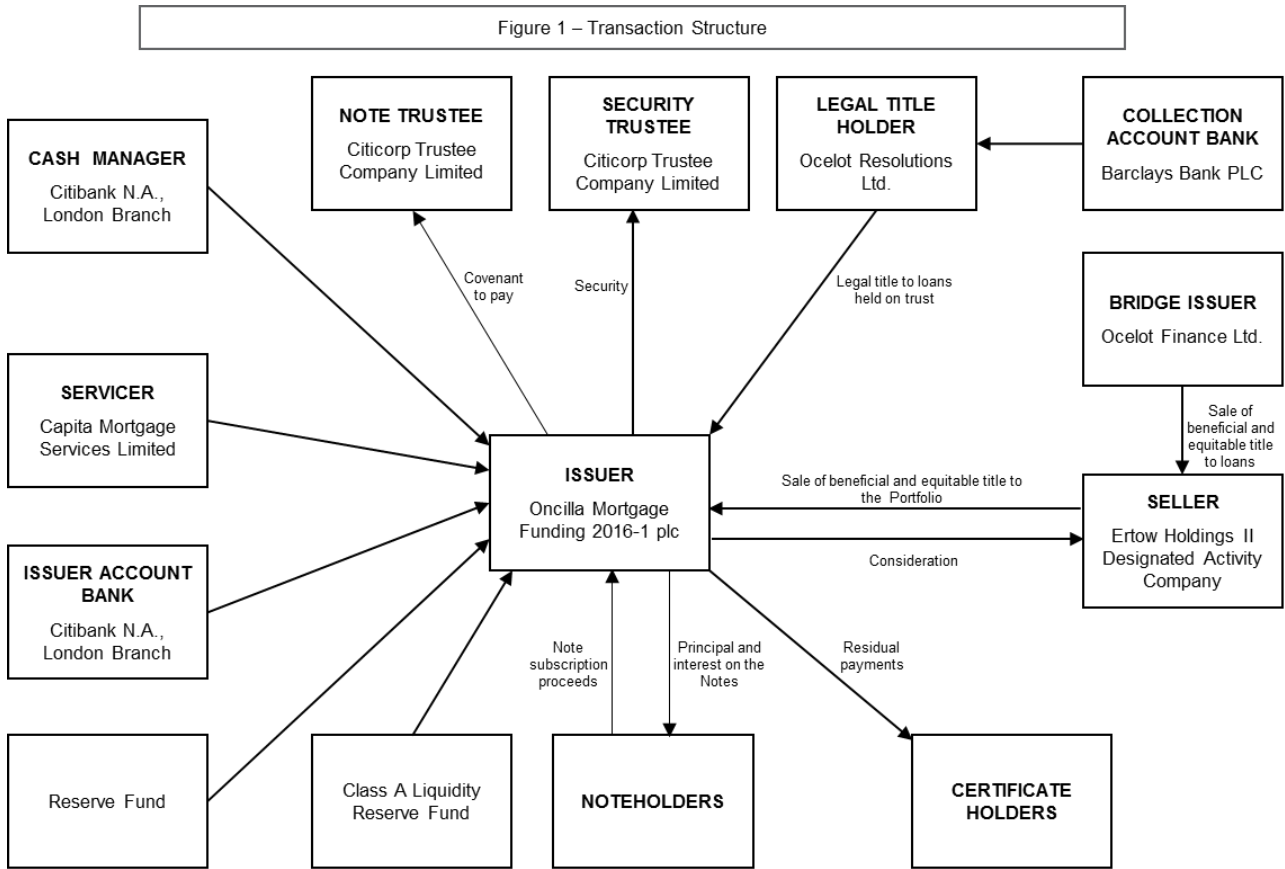 Figure 1 – Transaction Structure
CASH MANAGER
Citibank N.A.,
London Branch
NOTE TRUSTEE
Citicorp Trustee
Company Limited
SECURITY
TRUSTEE
Citicorp Trustee
Company Limited
LEGAL TITLE
HOLDER
Ocelot Resolutions
Ltd.
COLLECTION
ACCOUNT BANK
Barclays Bank PLC
Covenant
to pay
Security
Legal title to loans
held on trust
BRIDGE ISSUER
Ocelot Finance Ltd.
SERVICER
Capita Mortgage
Services Limited
Sale of
beneficial and
equitable title
to loans
ISSUER
Oncilla Mortgage
Funding 2016-1 plc
Sale of beneficial and equitable title to
the Portfolio
Consideration
SELLER
Ertow Holdings II
Designated Activity
Company
ISSUER ACCOUNT
BANK
Citibank N.A.,
London Branch
Note
subscription
proceeds
Principal and
interest on the
Notes
Residual
payments
Reserve Fund
Class A Liquidity
Reserve Fund
NOTEHOLDERS
CERTIFICATE
HOLDERS